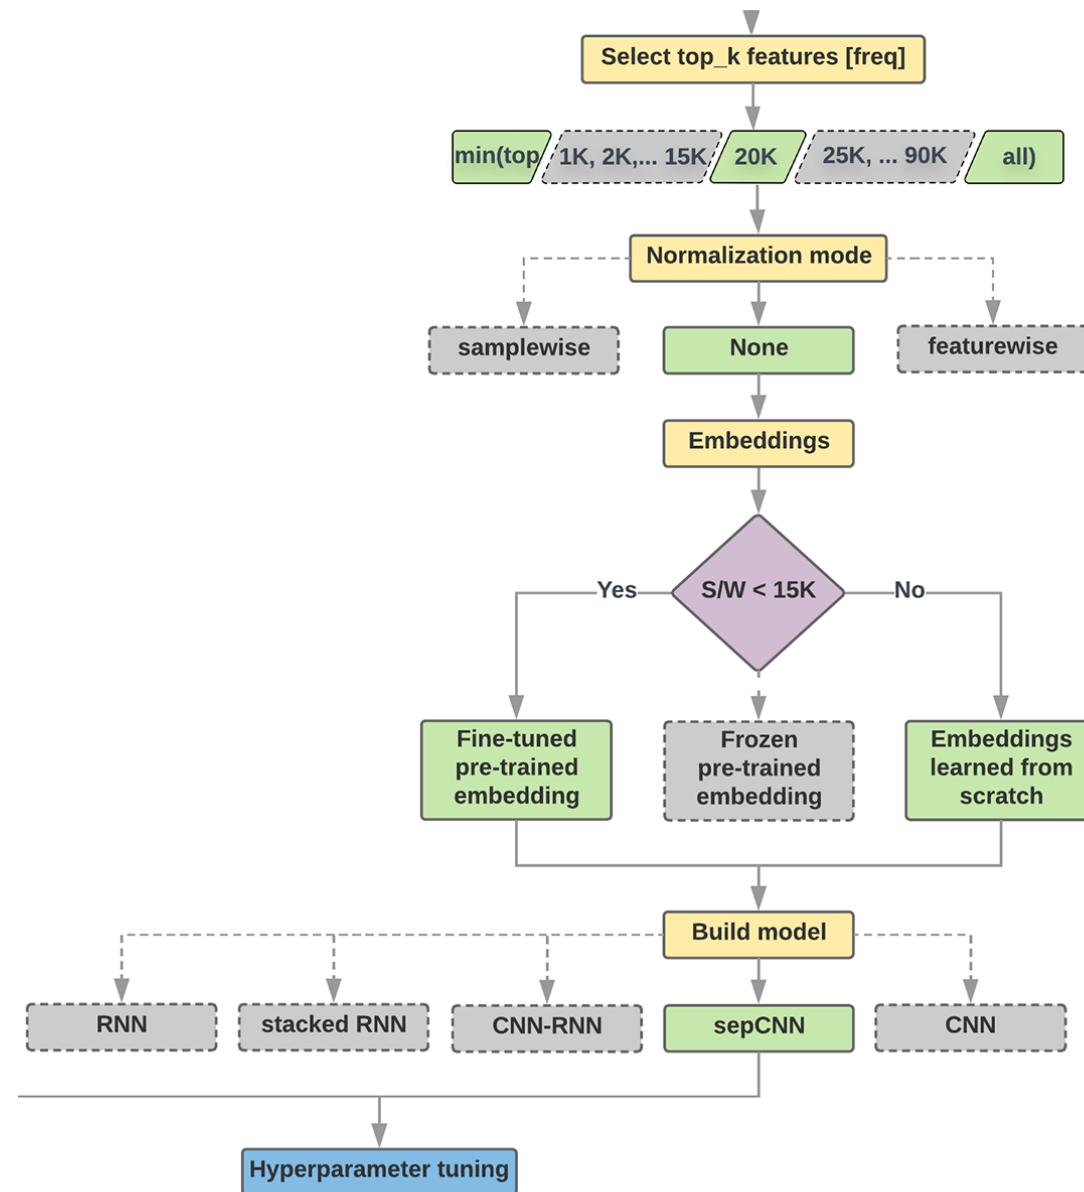 Select top_k features [freq]
min(top 1K, 2K,... 15K 20K 25K, ... 90K all)
Normalization mode
samplewise None featurewise
Embeddings
Yes S/W < 15K No
Fine-tuned
pre-trained
embedding
Frozen
pre-trained
embedding
Embeddings
learned from
scratch
Build model
RNN stacked RNN CNN-RNN sepCNN CNN
Hyperparameter tuning